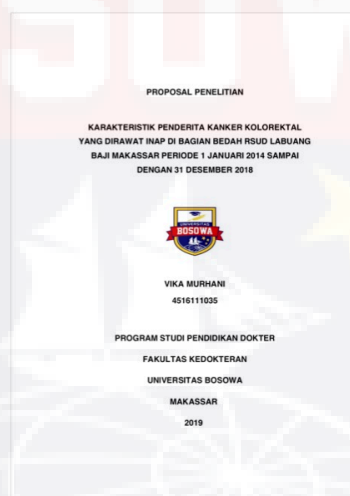 PROPOSAL PENELITIAN
KARAKTERISTIK PENDERITA KANKER KOLOREKTAL
YANG DIRAWAT INAP DI BAGIAN BEDAH RSUD LABUANG
BAJI MAKASSAR PERIODE 1 JANUARI 2014 SAMPAI
DENGAN 31 DESEMBER 2018
UNIVERSITAS
BOSOWA
VIKA MURHANI
4516111035
PROGRAM STUDI PENDIDIKAN DOKTER
FAKULTAS KEDOKTERAN
UNIVERSITAS BOSOWA
MAKASSAR
2019